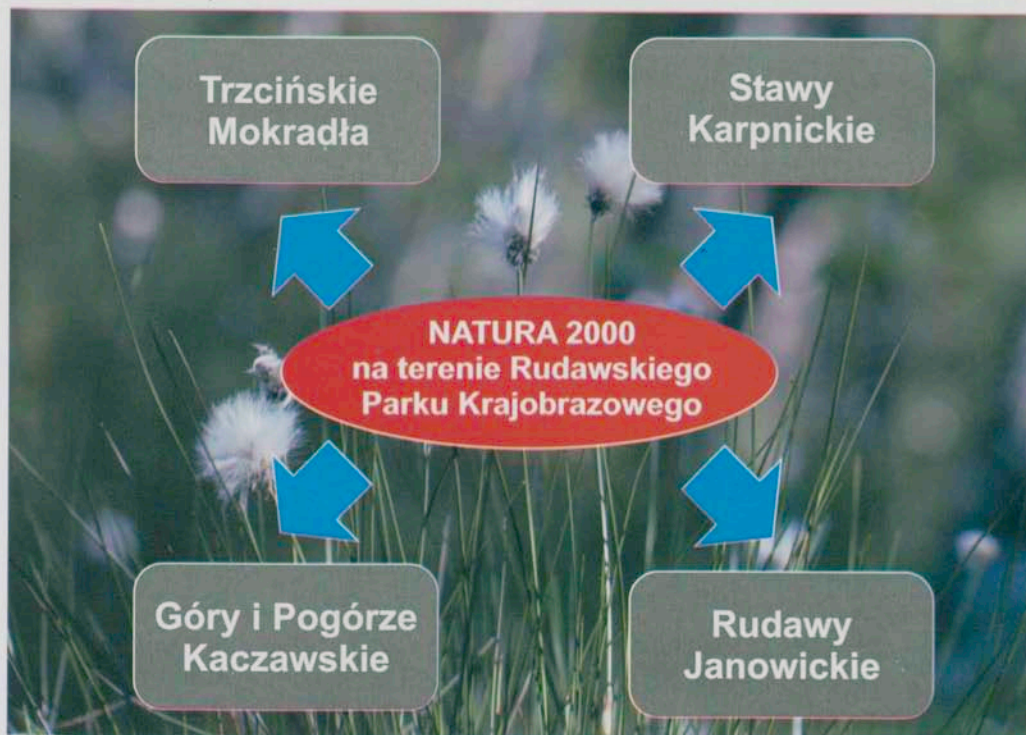 Trzcińskie
Mokradła
Stawy
Karpnickie
NATURA 2000
na terenie Rudawskiego
Parku Krajobrazowego
Góry i Pogórze
Kaczawskie
Rudawy
Janowickie